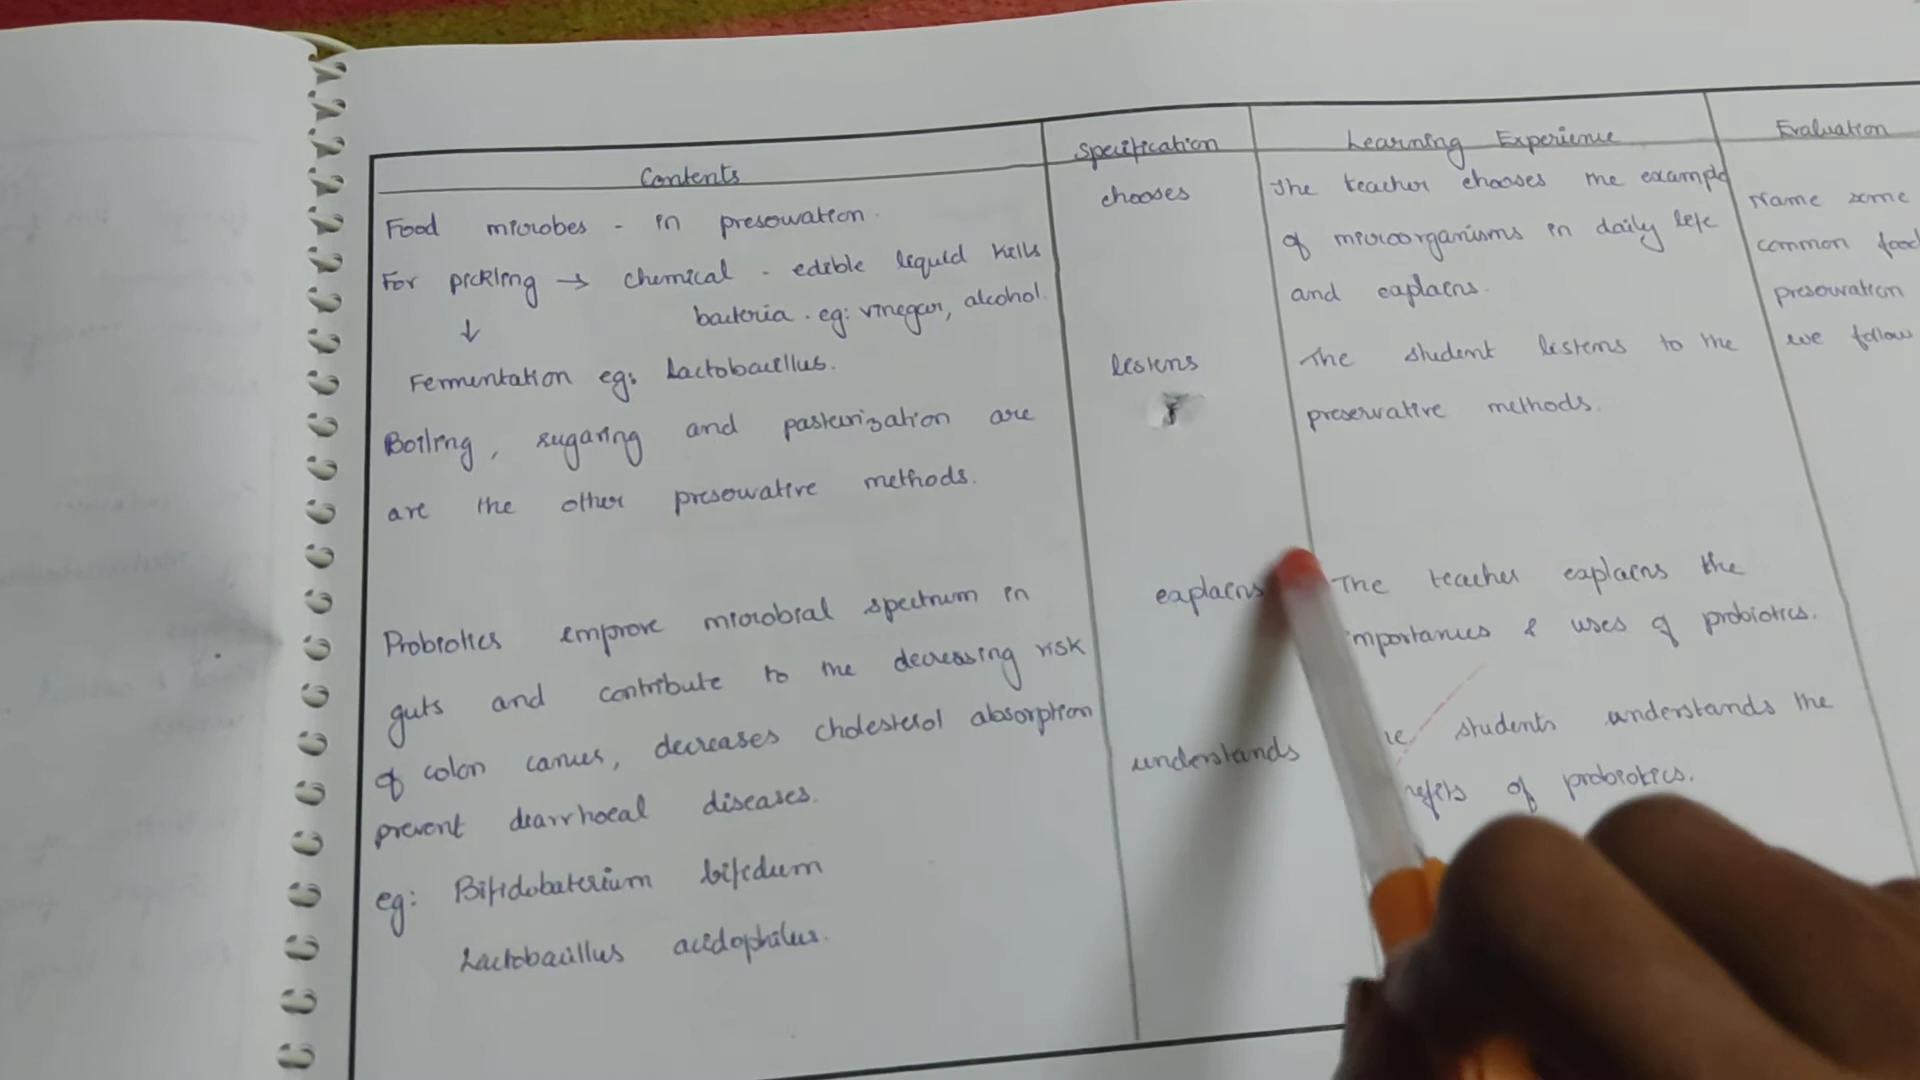 Contents
Food microbes - in preservation.
For pickling → chemical - edible liquid kills
↓ bacteria. eg: vinegar, alcohol.
Fermentation eg: Lactobacillus.
Boiling, sugaring and pasteurization are
are the other preservative methods.
Probiotics improve microbial spectrum in
guts and contribute to the decreasing risk
of colon cancer, decreases cholesterol absorption
prevent diarrhoeal diseases.
eg: Bifidobaterium bifidum
Lactobacillus acidophilus.
Specification
chooses
listens
explains
understands
Learning Experience
The teacher chooses the example
of microorganisms in daily life
and explains.
The student listens to the
preservative methods.
The teacher explains the
importances & uses of probiotics.
students understands the
of probiotics.
Evaluation
Name some
common food
preservation
we follow